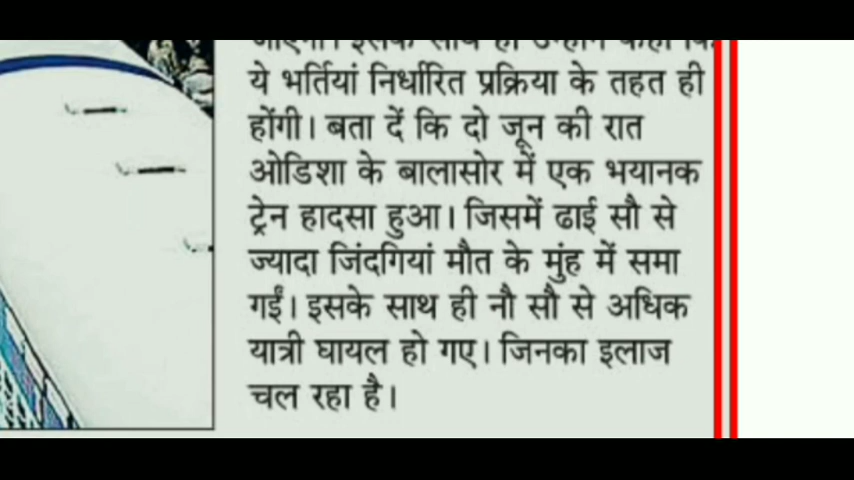 ये भर्तियां निर्धारित प्रक्रिया के तहत ही
होंगी। बता दें कि दो जून की रात
ओडिशा के बालासोर में एक भयानक
ट्रेन हादसा हुआ। जिसमें ढाई सौ से
ज्यादा जिंदगियां मौत के मुंह में समा
गईं। इसके साथ ही नौ सौ से अधिक
यात्री घायल हो गए। जिनका इलाज
चल रहा है।